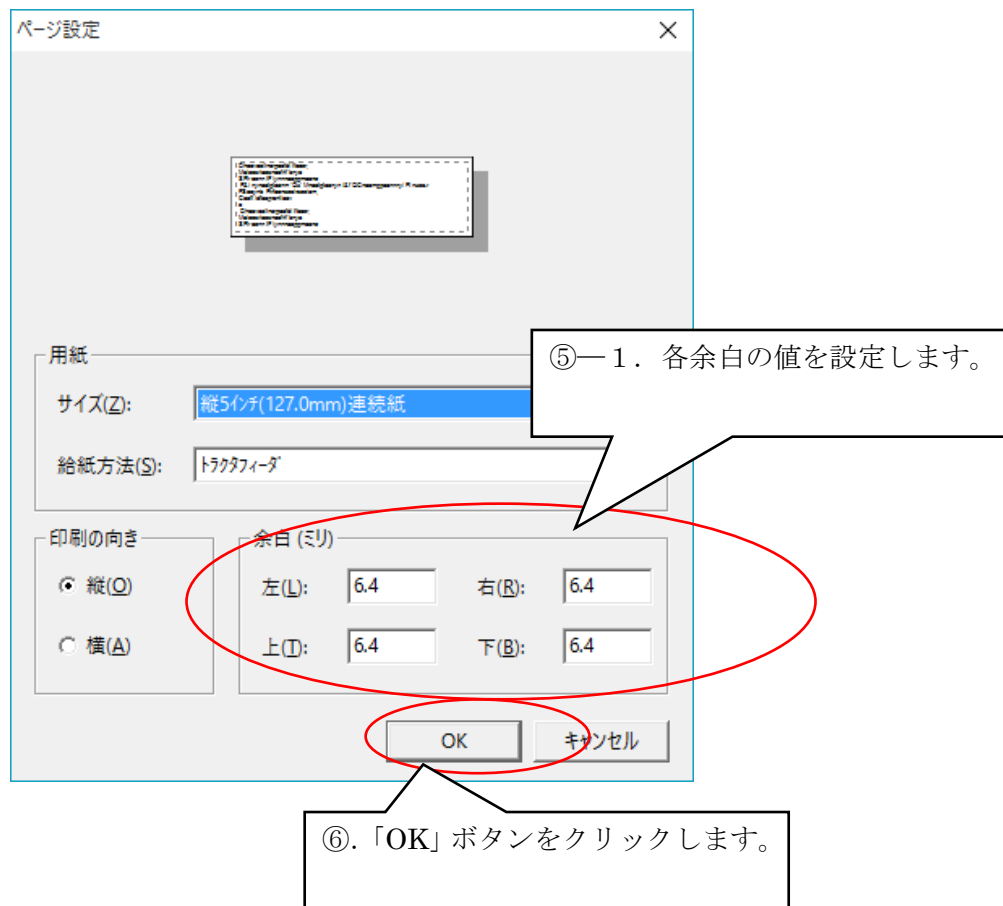 ページ設定
用紙
⑤―１．各余白の値を設定します。
サイズ(Z):
縦5ｲﾝﾁ(127.0mm)連続紙
給紙方法(S):
ﾄﾗｸﾀﾌｨｰﾀﾞ
印刷の向き
余白 (ﾐﾘ)
縦(O)
左(L): 6.4 右(R): 6.4
横(A)
上(T): 6.4 下(B): 6.4
OK キャンセル
⑥.「OK」ボタンをクリックします。